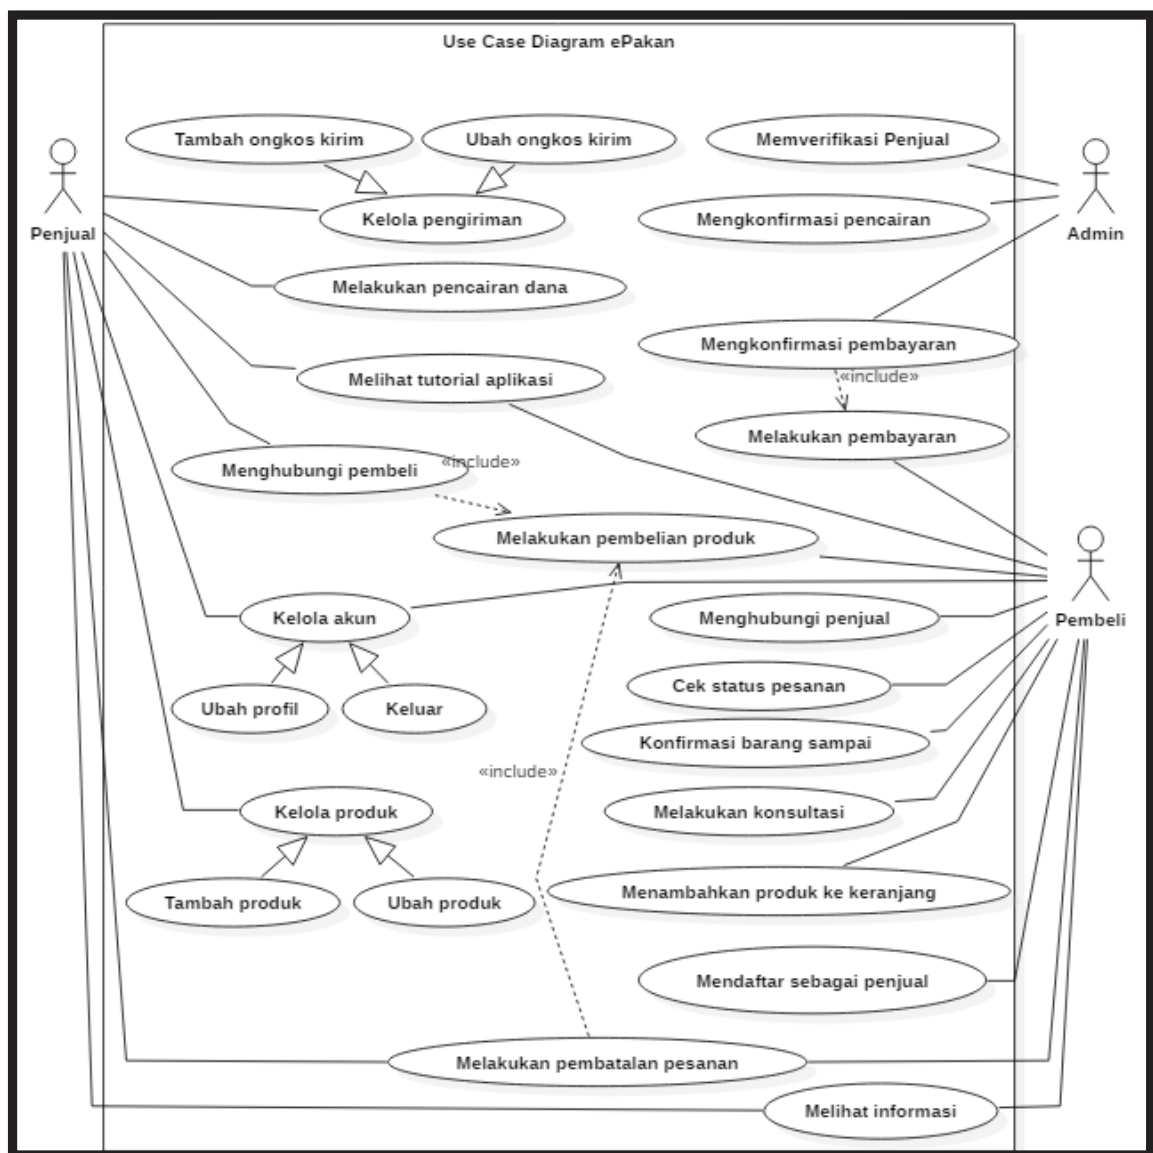 Use Case Diagram ePakan
Tambah ongkos kirim
Ubah ongkos kirim
Memverifikasi Penjual
Kelola pengiriman
Mengkonfirmasi pencairan
Penjual
Admin
Melakukan pencairan dana
Mengkonfirmasi pembayaran
«include»
Melihat tutorial aplikasi
Melakukan pembayaran
Menghubungi pembeli
«include»
Melakukan pembelian produk
Kelola akun
Menghubungi penjual
Pembeli
Cek status pesanan
Ubah profil
Keluar
Konfirmasi barang sampai
«include»
Kelola produk
Melakukan konsultasi
Menambahkan produk ke keranjang
Tambah produk
Ubah produk
Mendaftar sebagai penjual
Melakukan pembatalan pesanan
Melihat informasi